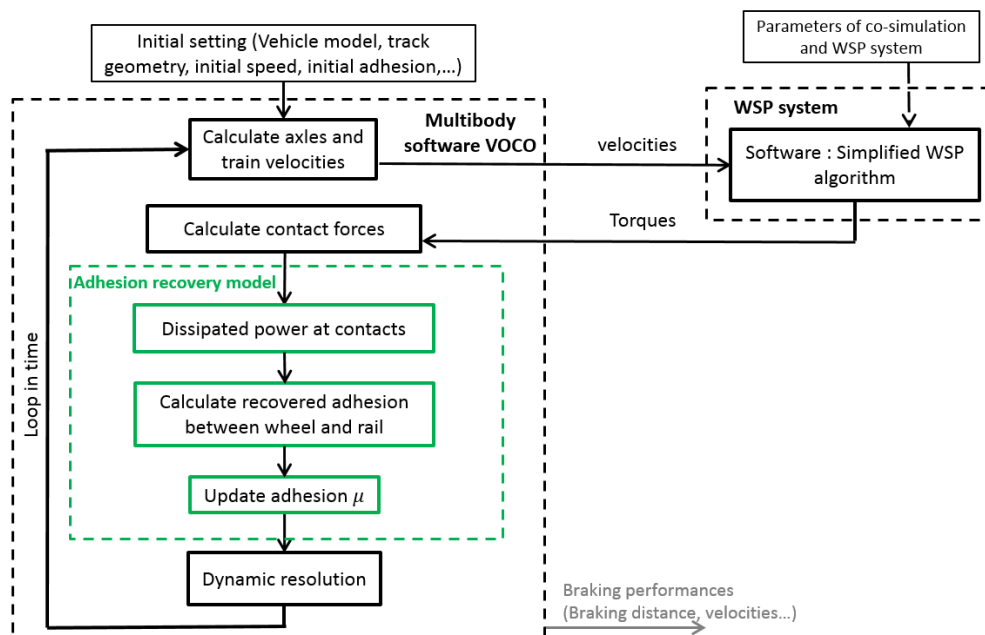 Initial setting (Vehicle model, track
geometry, initial speed, initial adhesion,...)
Parameters of co-simulation
and WSP system
Multibody
software VOCO
WSP system
Calculate axles and
train velocities
velocities
Software : Simplified WSP
algorithm
Calculate contact forces
Torques
Adhesion recovery model
Dissipated power at contacts
Calculate recovered adhesion
between wheel and rail
Update adhesion μ
Dynamic resolution
Loop in time
Braking performances
(Braking distance, velocities...)